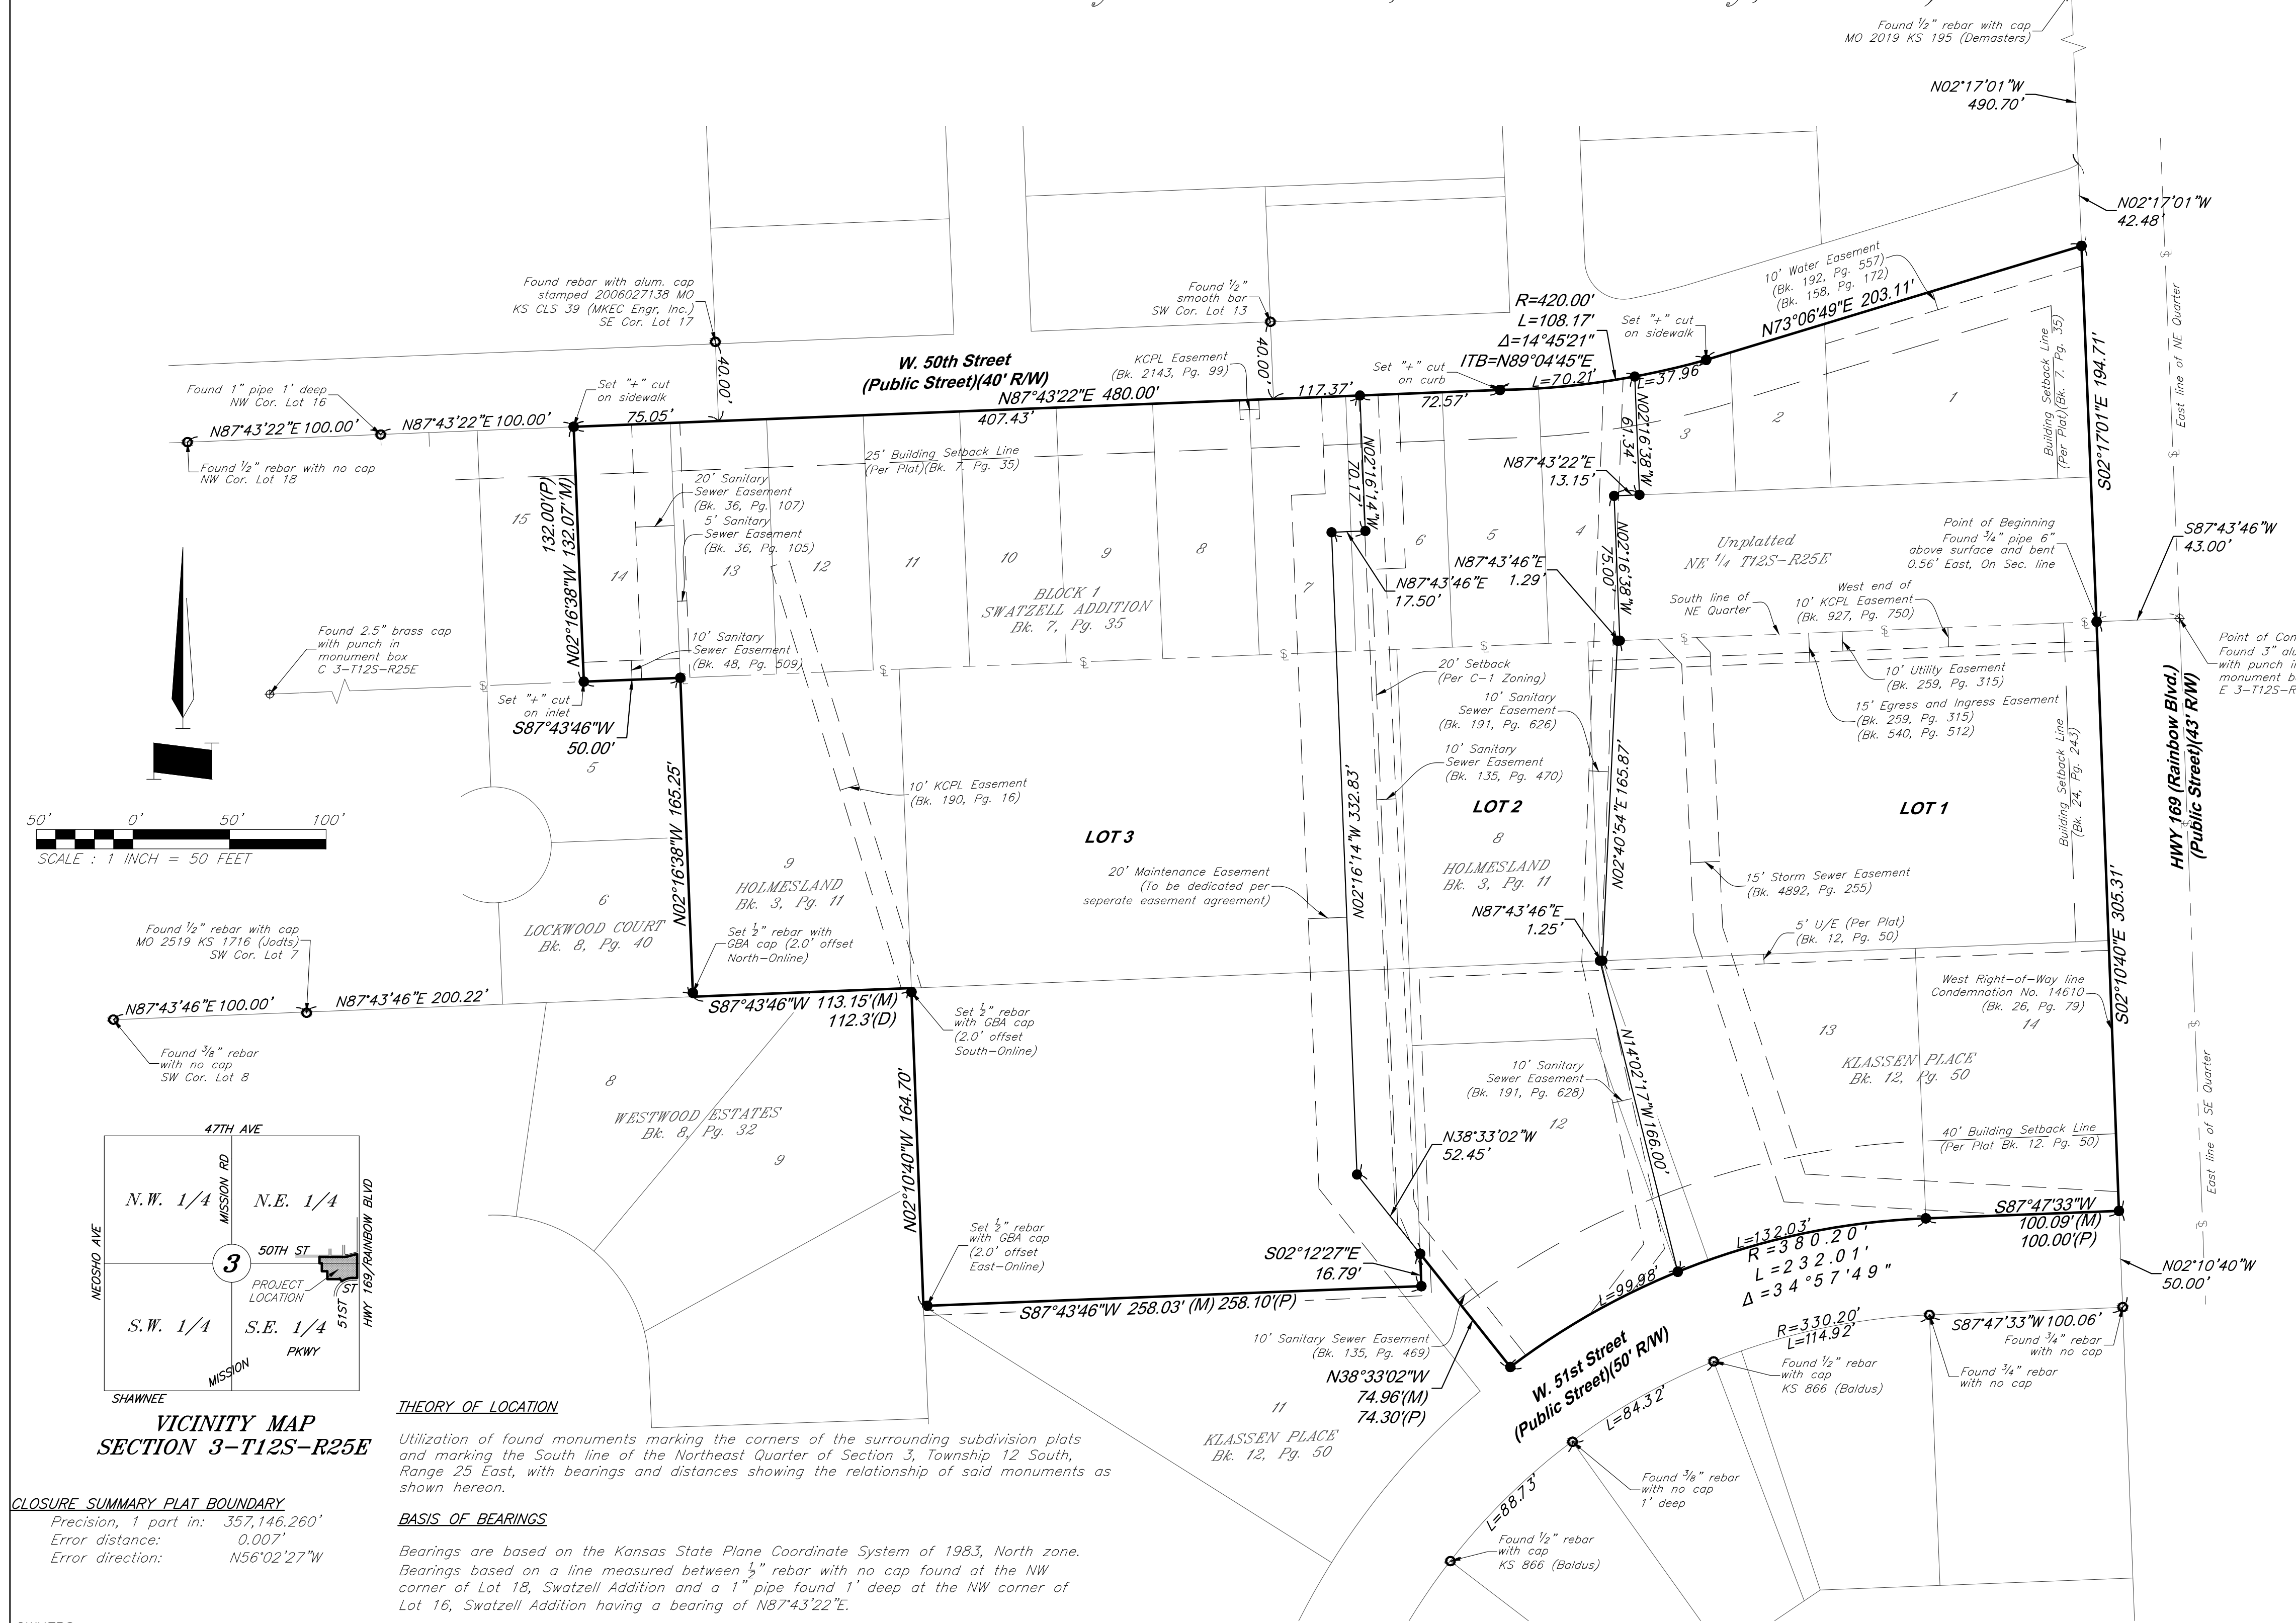 Found 1/2" rebar with cap
MO 2019 KS 195 (Demasters)
N02°17'01"W
490.70'
N02°17'01"W
42.48'
Found rebar with alum. cap
stamped 2006027138 MO
KS CLS 39 (MKEC Engr, Inc.)
SE Cor. Lot 17
Found 1/2"
smooth bar
SW Cor. Lot 13
R=420.00'
L=108.17'
Δ=14°45'21"
ITB=N89°04'45"E
Set "+" cut
on sidewalk
10' Water Easement
(Bk. 192, Pg. 557)
(Bk. 158, Pg. 172)
N73°06'49"E 203.11'
East line of NE Quarter
Found 1" pipe 1' deep
NW Cor. Lot 16
Set "+" cut
on sidewalk
40.00'
W. 50th Street
(Public Street)(40' R/W)
KCPL Easement
(Bk. 2143, Pg. 99)
40.00'
Set "+" cut
on curb
L=70.21'
L=37.96'
N87°43'22"E 100.00'
N87°43'22"E 100.00'
75.05'
N87°43'22"E 480.00'
407.43'
117.37'
72.57'
Found 1/2" rebar with no cap
NW Cor. Lot 18
Building Setback Line
(Per Plat)(Bk. 7. Pg. 35)
S02°17'01"E 194.71'
1
2
3
N02°16'38"W
61.34'
25' Building Setback Line
(Per Plat)(Bk. 7. Pg. 35)
N02°16'14"W
70.17'
N87°43'22"E
13.15'
132.00'(P)
N02°16'38"W 132.07'(M)
15
14
13
12
11
10
9
8
7
6
5
4
20' Sanitary
Sewer Easement
(Bk. 36, Pg. 107)
5' Sanitary
Sewer Easement
(Bk. 36, Pg. 105)
BLOCK 1
SWATZELL ADDITION
Bk. 7, Pg. 35
N87°43'46"E
17.50'
N87°43'46"E
1.29'
N02°16'38"W
75.00'
Unplatted
NE 1/4 T12S-R25E
Point of Beginning
Found 3/4" pipe 6"
above surface and bent
0.56' East, On Sec. line
S87°43'46"W
43.00'
Found 2.5" brass cap
with punch in
monument box
C 3-T12S-R25E
10' Sanitary
Sewer Easement
(Bk. 48, Pg. 509)
South line of
NE Quarter
West end of
10' KCPL Easement
(Bk. 927, Pg. 750)
Point of Con
Found 3" alu
with punch i
monument b
E 3-T12S-R
Set "+" cut
on inlet
S87°43'46"W
50.00'
20' Setback
(Per C-1 Zoning)
10' Sanitary
Sewer Easement
(Bk. 191, Pg. 626)
10' Utility Easement
(Bk. 259, Pg. 315)
15' Egress and Ingress Easement
(Bk. 259, Pg. 315)
(Bk. 540, Pg. 512)
HWY 169 (Rainbow Blvd.)
(Public Street)(43' R/W)
Building Setback Line
(Bk. 24, Pg. 243)
5
N02°16'38"W 165.25'
10' KCPL Easement
(Bk. 190, Pg. 16)
10' Sanitary
Sewer Easement
(Bk. 135, Pg. 470)
N02°16'14"W 332.83'
N02°40'54"E 165.87'
50' 0' 50' 100'
SCALE : 1 INCH = 50 FEET
LOT 3
LOT 2
LOT 1
8
HOLMESLAND
Bk. 3, Pg. 11
9
HOLMESLAND
Bk. 3, Pg. 11
20' Maintenance Easement
(To be dedicated per
seperate easement agreement)
15' Storm Sewer Easement
(Bk. 4892, Pg. 255)
6
LOCKWOOD COURT
Bk. 8, Pg. 40
N87°43'46"E
1.25'
5' U/E (Per Plat)
(Bk. 12, Pg. 50)
S02°10'40"E 305.31'
Found 1/2" rebar with cap
MO 2519 KS 1716 (Jodts)
SW Cor. Lot 7
Set 1/2" rebar with
GBA cap (2.0' offset
North-Online)
West Right-of-Way line
Condemnation No. 14610
(Bk. 26, Pg. 79)
N87°43'46"E 100.00'
N87°43'46"E 200.22'
S87°43'46"W 113.15'(M)
112.3'(D)
Set 1/2" rebar
with GBA cap
(2.0' offset
South-Online)
Found 3/8" rebar
with no cap
SW Cor. Lot 8
13
14
KLASSEN PLACE
Bk. 12, Pg. 50
N14°02'17"W 166.00'
8
WESTWOOD ESTATES
Bk. 8, Pg. 32
9
N02°10'40"W 164.70'
10' Sanitary
Sewer Easement
(Bk. 191, Pg. 628)
12
40' Building Setback Line
(Per Plat Bk. 12. Pg. 50)
East line of SE Quarter
N38°33'02"W
52.45'
47TH AVE
MISSION RD
N.W. 1/4
N.E. 1/4
NEOSHO AVE
50TH ST
3
PROJECT
LOCATION
51ST ST
HWY 169/RAINBOW BLVD
S.W. 1/4
S.E. 1/4
MISSION PKWY
SHAWNEE
VICINITY MAP
SECTION 3-T12S-R25E
Set 1/2" rebar
with GBA cap
(2.0' offset
East-Online)
S02°12'27"E
16.79'
S87°43'46"W 258.03' (M) 258.10'(P)
L=132.03'
R=380.20'
L=232.01'
Δ=34°57'49"
S87°47'33"W
100.09'(M)
100.00'(P)
N02°10'40"W
50.00'
L=99.98'
10' Sanitary Sewer Easement
(Bk. 135, Pg. 469)
N38°33'02"W
74.96'(M)
74.30'(P)
W. 51st Street
(Public Street)(50' R/W)
R=330.20'
L=114.92'
S87°47'33"W 100.06'
Found 3/4" rebar
with no cap
Found 1/2" rebar
with cap
KS 866 (Baldus)
Found 3/4" rebar
with no cap
11
KLASSEN PLACE
Bk. 12, Pg. 50
L=84.32'
Found 3/8" rebar
with no cap
1' deep
L=88.73'
Found 1/2" rebar
with cap
KS 866 (Baldus)
THEORY OF LOCATION
Utilization of found monuments marking the corners of the surrounding subdivision plats
and marking the South line of the Northeast Quarter of Section 3, Township 12 South,
Range 25 East, with bearings and distances showing the relationship of said monuments as
shown hereon.
CLOSURE SUMMARY PLAT BOUNDARY
Precision, 1 part in: 357,146.260'
Error distance: 0.007'
Error direction: N56°02'27"W
BASIS OF BEARINGS
Bearings are based on the Kansas State Plane Coordinate System of 1983, North zone.
Bearings based on a line measured between 1/2" rebar with no cap found at the NW
corner of Lot 18, Swatzell Addition and a 1" pipe found 1' deep at the NW corner of
Lot 16, Swatzell Addition having a bearing of N87°43'22"E.